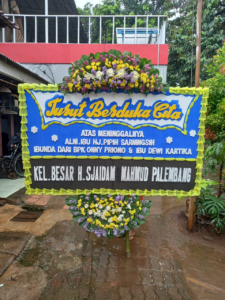 Turut Berduka Cita
ATAS MENINGGALNYA
ALM. IBU HJ. PIPIH SARNINGSIH
IBUNDA DARI BPK. ONNY PRIONO & IBU DEWI KARTIKA
KEL. BESAR H. SJAIDAM MAHMUD PALEMBANG